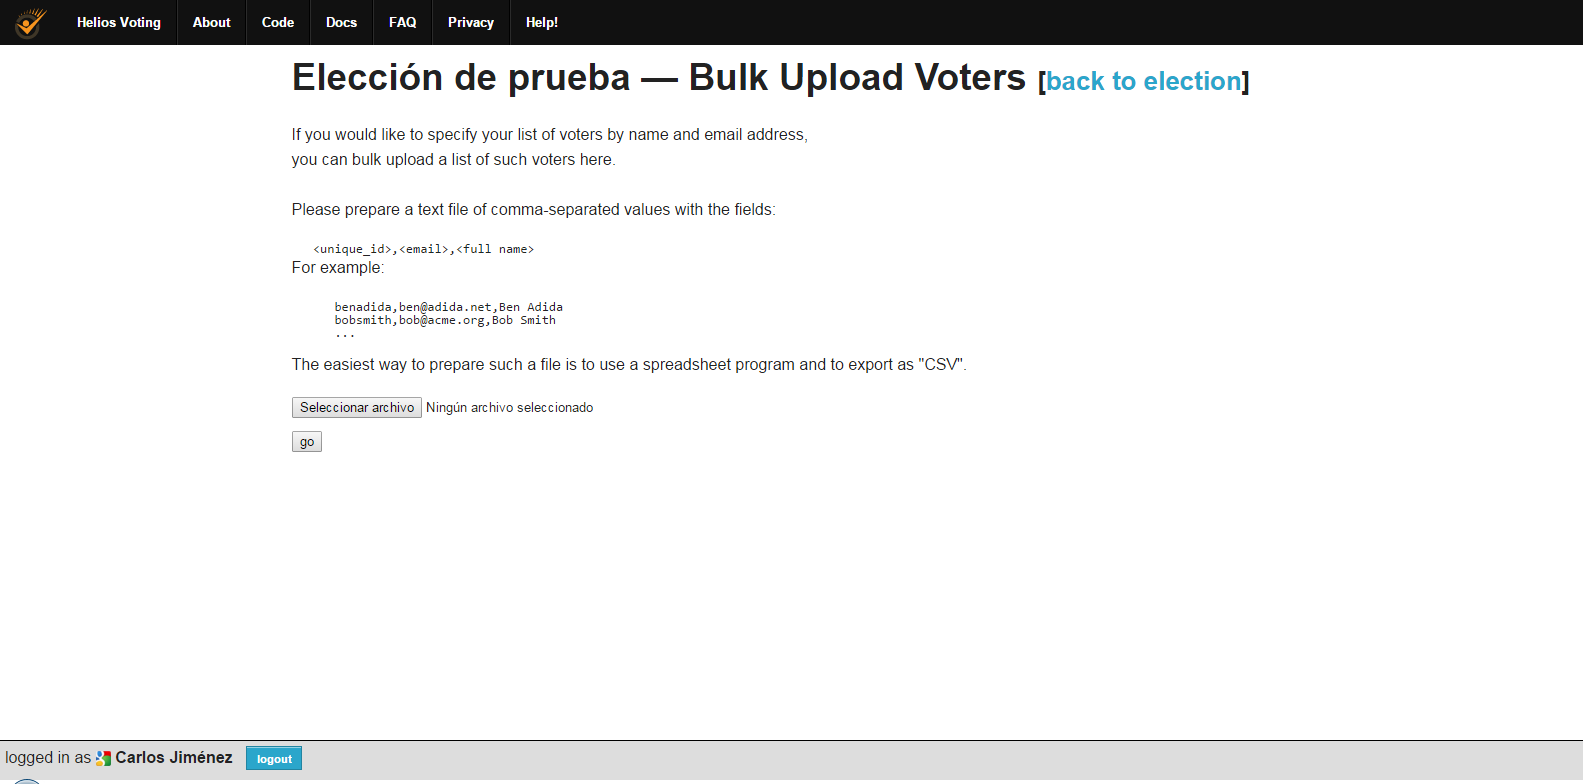 Helios Voting About Code Docs FAQ Privacy Help!
Elección de prueba — Bulk Upload Voters [back to election]
If you would like to specify your list of voters by name and email address,
you can bulk upload a list of such voters here.
Please prepare a text file of comma-separated values with the fields:
<unique_id>,<email>,<full name>
For example:
benadida,ben@adida.net,Ben Adida
bobsmith,bob@acme.org,Bob Smith
...
The easiest way to prepare such a file is to use a spreadsheet program and to export as "CSV".
Seleccionar archivo Ningún archivo seleccionado
go
logged in as Carlos Jiménez logout